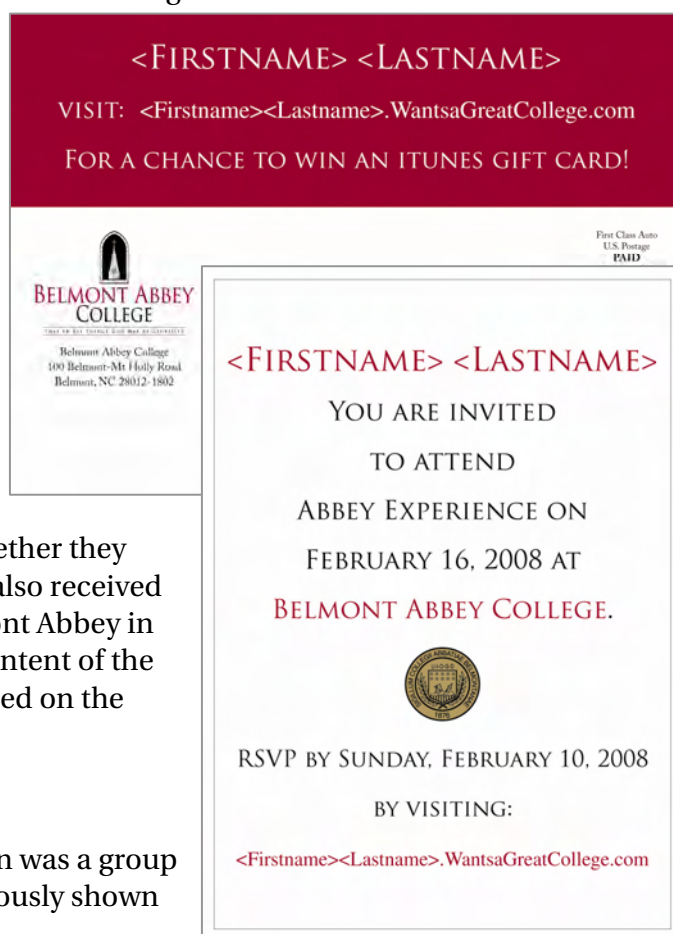 <FIRSTNAME> <LASTNAME>
VISIT: <Firstname><Lastname>.WantsaGreatCollege.com
FOR A CHANCE TO WIN AN ITUNES GIFT CARD!
First Class Auto
U.S. Postage
PAID
BELMONT ABBEY
COLLEGE
Belmont Abbey College
100 Belmont-Mt Holly Road
Belmont, NC 28012-1802
<FIRSTNAME> <LASTNAME>
YOU ARE INVITED
TO ATTEND
ABBEY EXPERIENCE ON
FEBRUARY 16, 2008 AT
BELMONT ABBEY COLLEGE.
1876
RSVP BY SUNDAY, FEBRUARY 10, 2008
BY VISITING:
<Firstname><Lastname>.WantsaGreatCollege.com
ether they
also received
ont Abbey in
ntent of the
ed on the
n was a group
ously shown